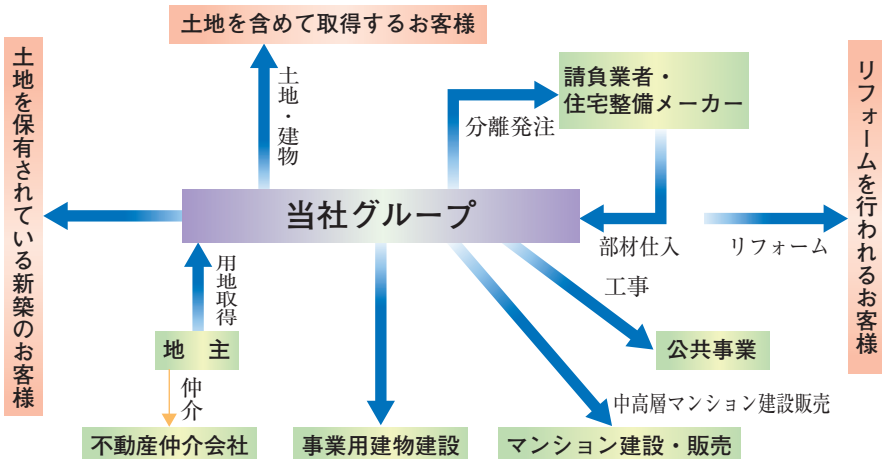 土地を含めて取得するお客様
土地を保有されている新築のお客様
土地・建物
請負業者・
住宅整備メーカー
分離発注
リフォームを行われるお客様
当社グループ
部材仕入
リフォーム
用地取得
工事
地 主
公共事業
仲介
中高層マンション建設販売
不動産仲介会社
事業用建物建設
マンション建設・販売